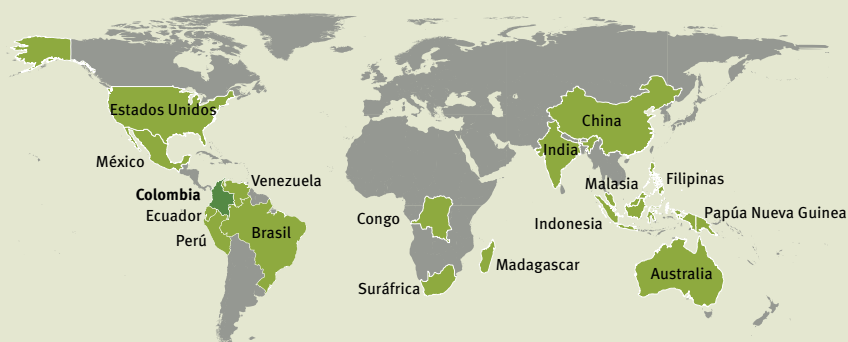 Estados Unidos
México
Colombia
Venezuela
Ecuador
Perú
Brasil
Congo
Suráfrica
Madagascar
China
India
Malasia
Filipinas
Indonesia
Papúa Nueva Guinea
Australia